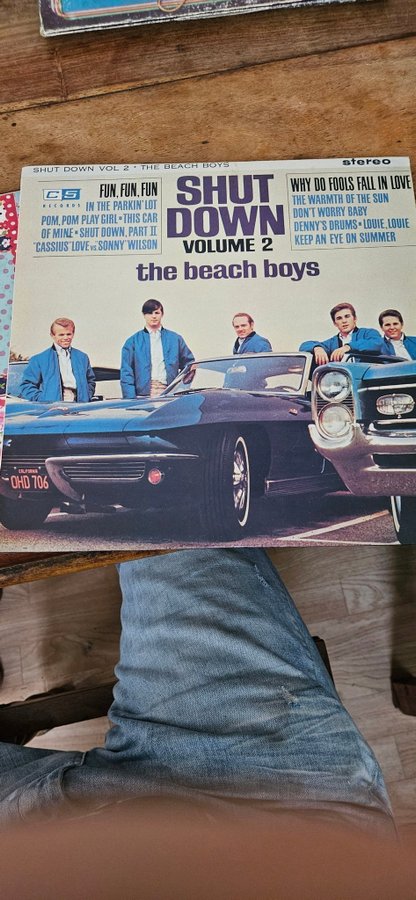 SHUT DOWN VOL 2 • THE BEACH BOYS
stereo
CS
RECORDS
FUN, FUN, FUN
IN THE PARKIN' LOT
POM, POM PLAY GIRL • THIS CAR
OF MINE • SHUT DOWN, PART II
"CASSIUS" LOVE vs. SONNY WILSON
SHUT
DOWN
VOLUME 2
WHY DO FOOLS FALL IN LOVE
THE WARMTH OF THE SUN
DON'T WORRY BABY
DENNY'S DRUMS • LOUIE, LOUIE
KEEP AN EYE ON SUMMER
the beach boys
CALIFORNIA
OHD 706